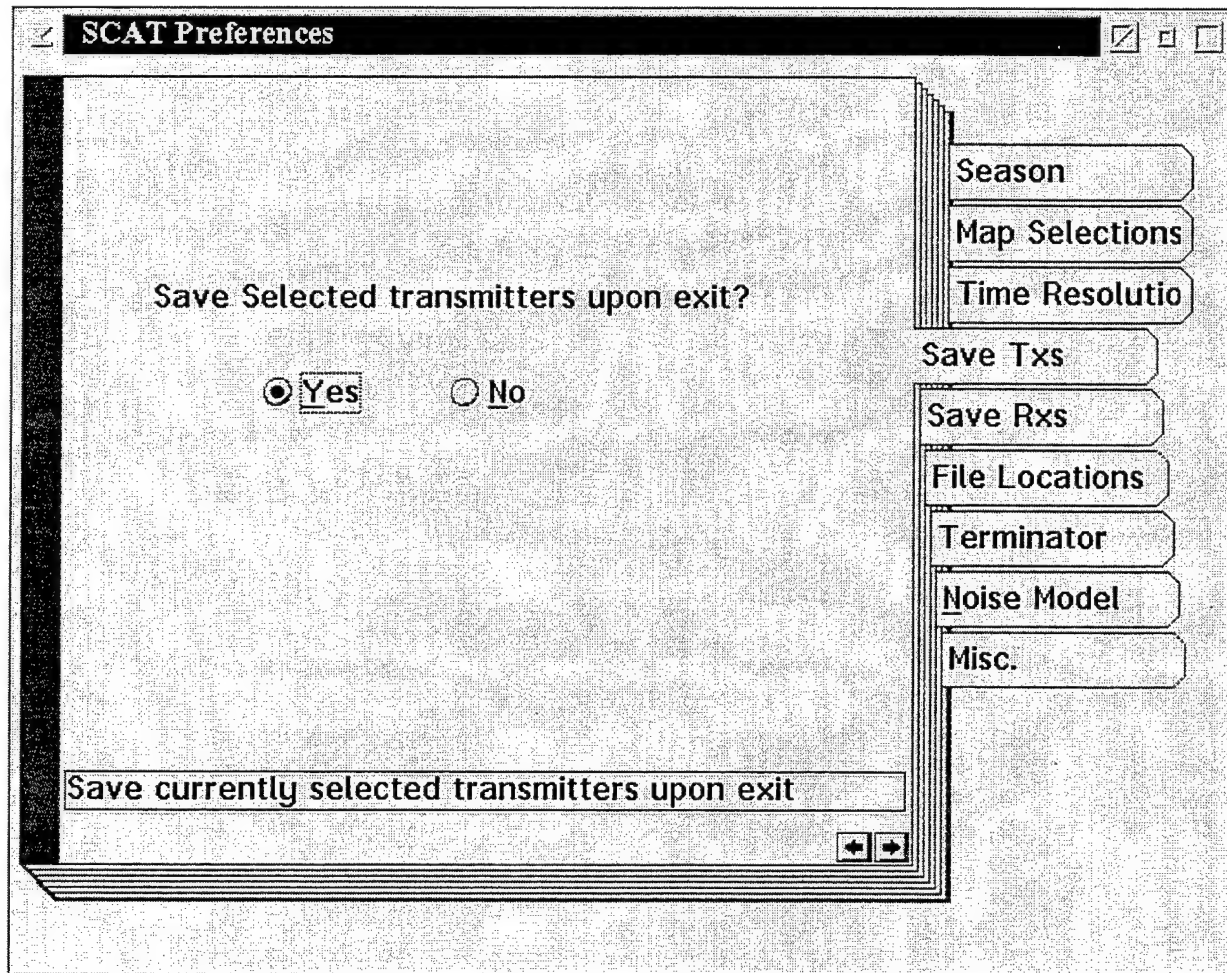 SCAT Preferences
Season
Map Selections
Time Resolutio
Save Selected transmitters upon exit?
Save Txs
Yes
No
Save Rxs
File Locations
Terminator
Noise Model
Misc.
Save currently selected transmitters upon exit